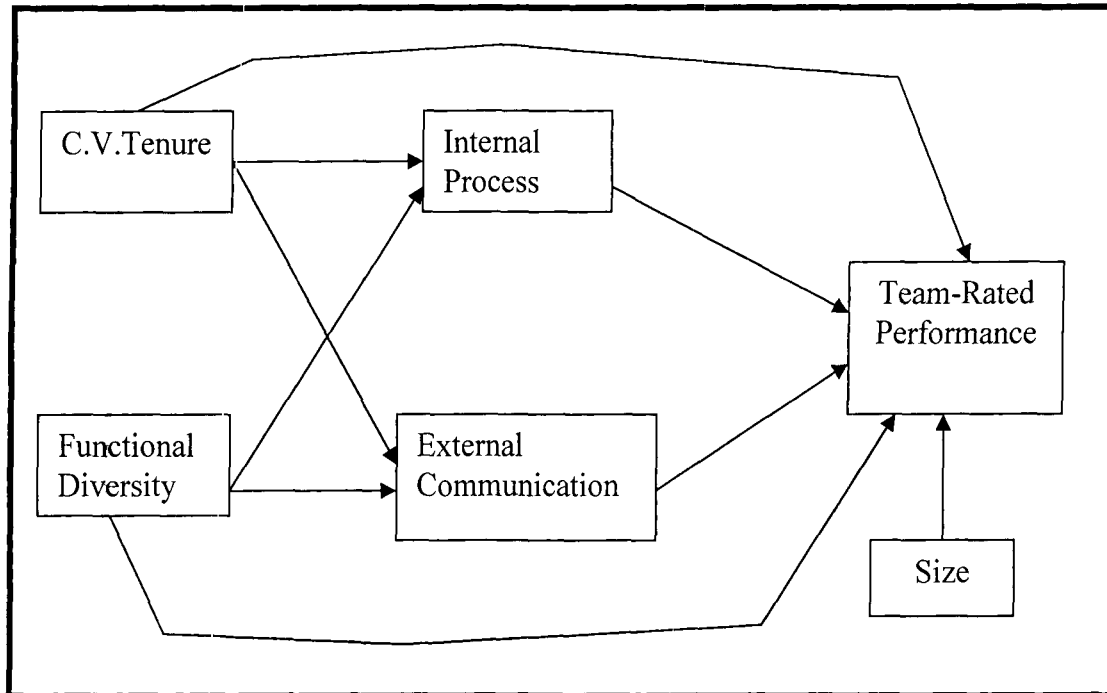 C.V.Tenure
Internal
Process
Team-Rated
Performance
Functional
Diversity
External
Communication
Size